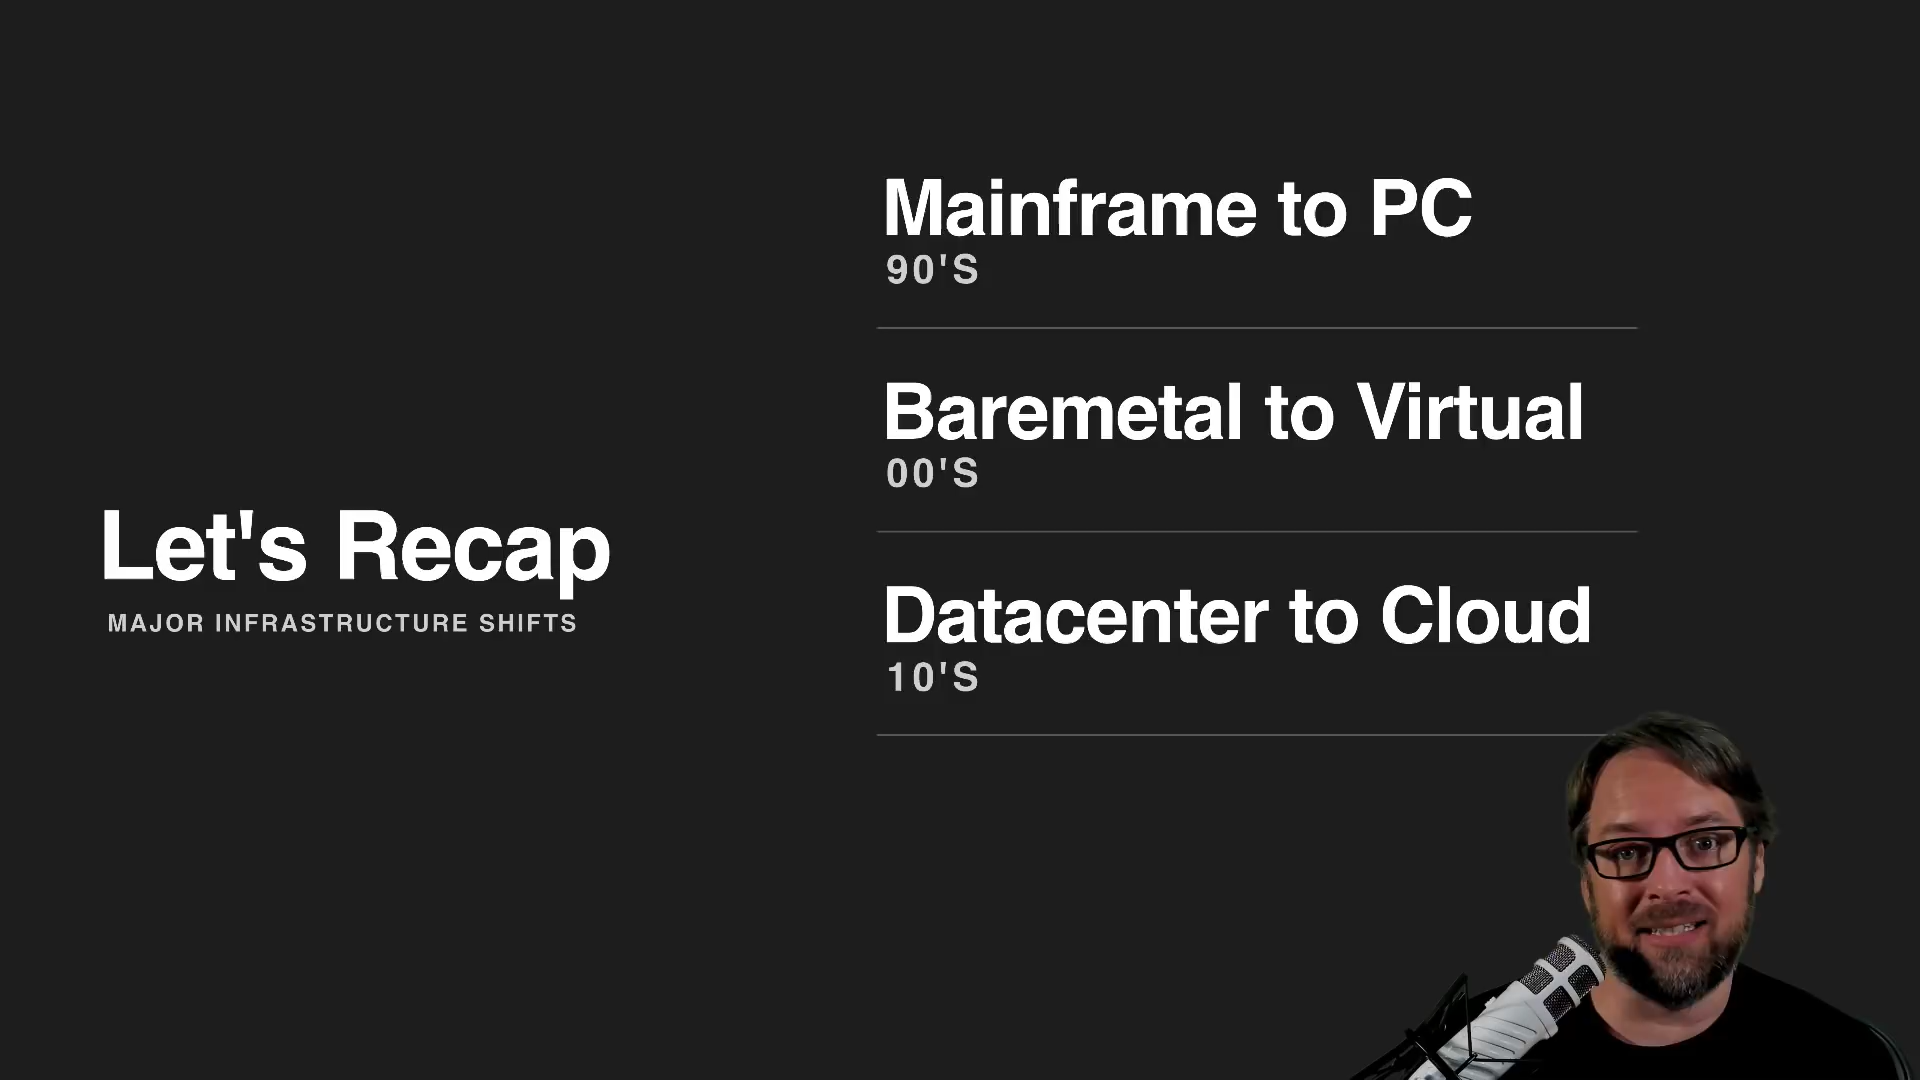 Let's Recap
MAJOR INFRASTRUCTURE SHIFTS
Mainframe to PC
90'S
Baremetal to Virtual
00'S
Datacenter to Cloud
10'S